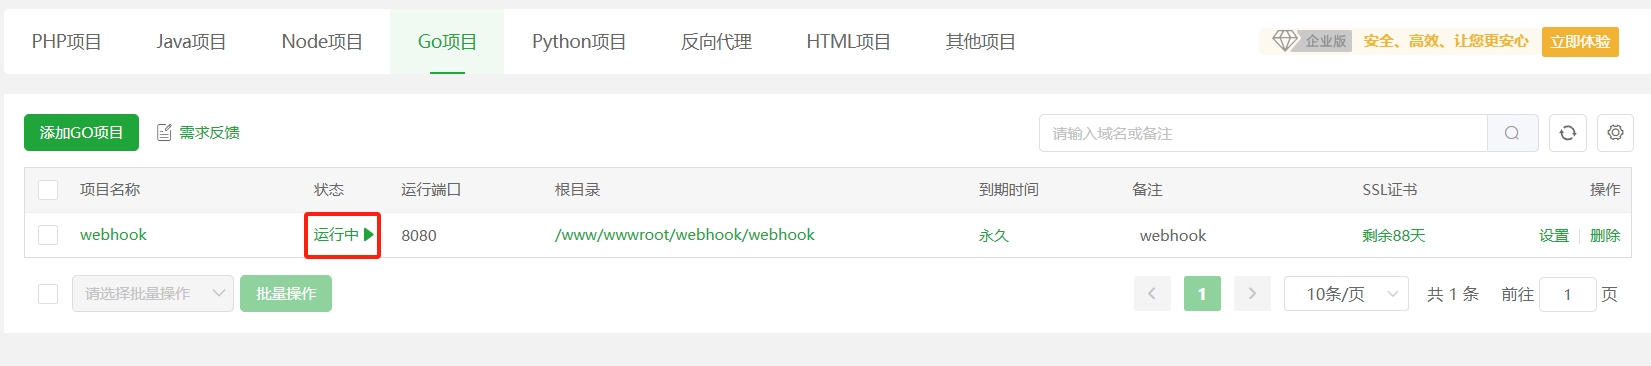 PHP项目 Java项目 Node项目 Go项目 Python项目 反向代理 HTML项目 其他项目 企业版 安全、高效、让您更安心 立即体验
添加GO项目 需求反馈 请输入域名或备注
项目名称 状态 运行端口 根目录 到期时间 备注 SSL证书 操作
webhook 运行中 8080 /www/wwwroot/webhook/webhook 永久 webhook 剩余88天 设置 删除
请选择批量操作 批量操作 1 10条/页 共 1 条 前往 1 页